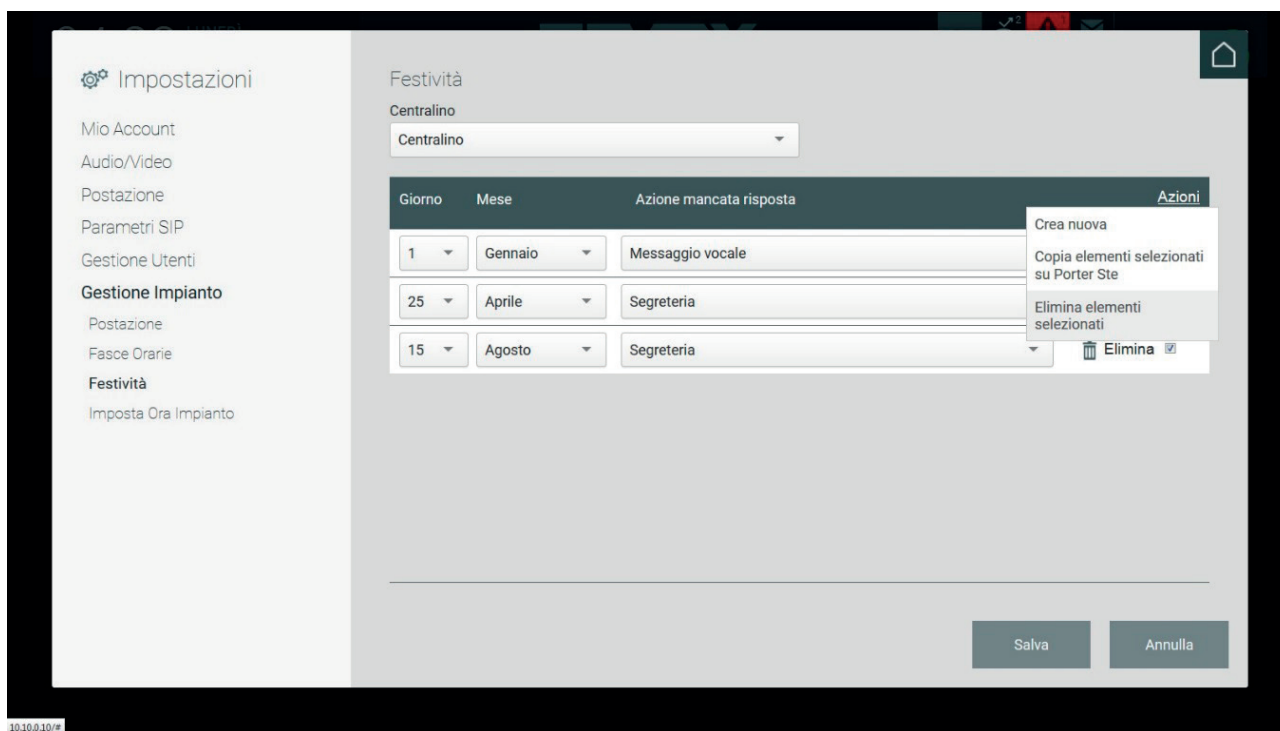 Impostazioni
Mio Account
Audio/Video
Postazione
Parametri SIP
Gestione Utenti
Gestione Impianto
Postazione
Fasce Orarie
Festività
Imposta Ora Impianto
Festività
Centralino
Centralino
Giorno Mese Azione mancata risposta Azioni
1 Gennaio Messaggio vocale
25 Aprile Segreteria
15 Agosto Segreteria Elimina
Crea nuova
Copia elementi selezionati
su Porter Ste
Elimina elementi
selezionati
Salva Annulla
10.10.0.10/#